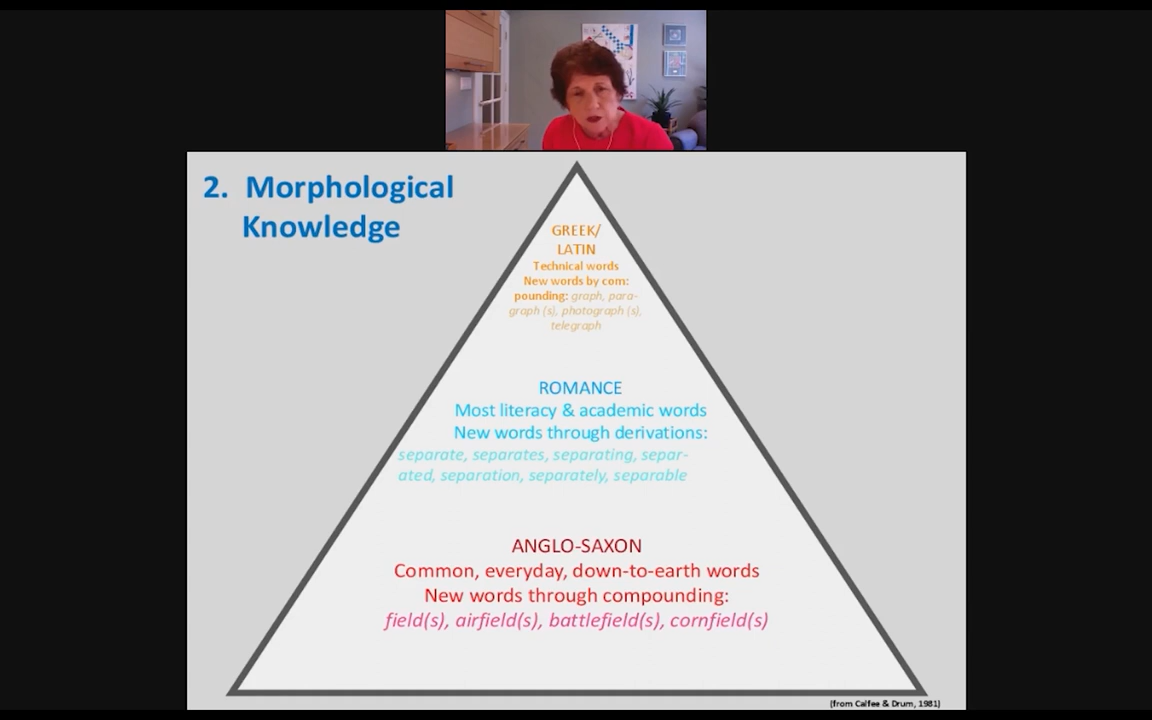 2. Morphological
Knowledge
GREEK/
LATIN
Technical words
New words by com:
pounding: graph, para-
graph (s), photograph (s),
telegraph
ROMANCE
Most literacy & academic words
New words through derivations:
separate, separates, separating, separ-
ated, separation, separately, separable
ANGLO-SAXON
Common, everyday, down-to-earth words
New words through compounding:
field(s), airfield(s), battlefield(s), cornfield(s)
(from Calfee & Drum, 1981)